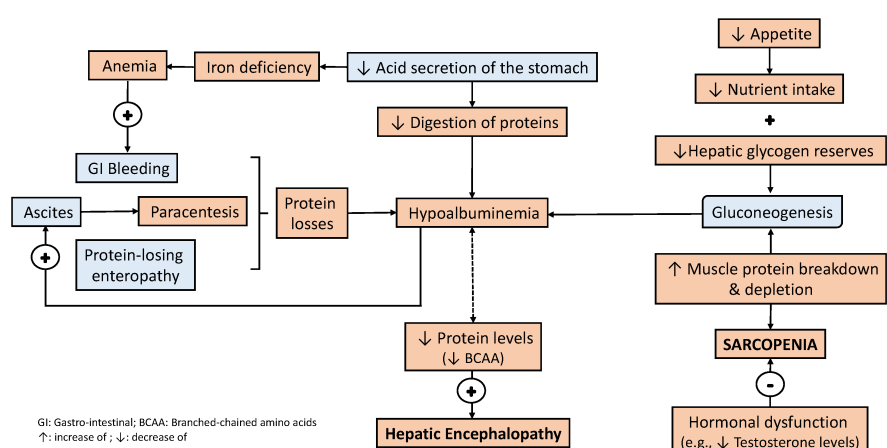 ↓ Appetite
Anemia
Iron deficiency
↓ Acid secretion of the stomach
↓ Nutrient intake
+
+
↓ Digestion of proteins
↓Hepatic glycogen reserves
GI Bleeding
Ascites
Paracentesis
Protein
losses
Hypoalbuminemia
Gluconeogenesis
+
Protein-losing
enteropathy
↑ Muscle protein breakdown
& depletion
↓ Protein levels
(↓ BCAA)
SARCOPENIA
+
-
Hepatic Encephalopathy
Hormonal dysfunction
(e.g., ↓ Testosterone levels)
GI: Gastro-intestinal; BCAA: Branched-chained amino acids
↑: increase of ; ↓: decrease of